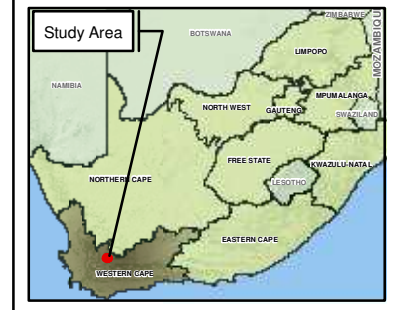 ZIMBABWE
Study Area
BOTSWANA
LIMPOPO
MOZAMBIQU
NAMIBIA
MPUMALANGA
NORTH WEST
GAUTENG
SWAZILAND
FREE STATE
KWAZULU-NATAL
NORTHERN CAPE
LESOTHO
EASTERN CAPE
WESTERN CAPE